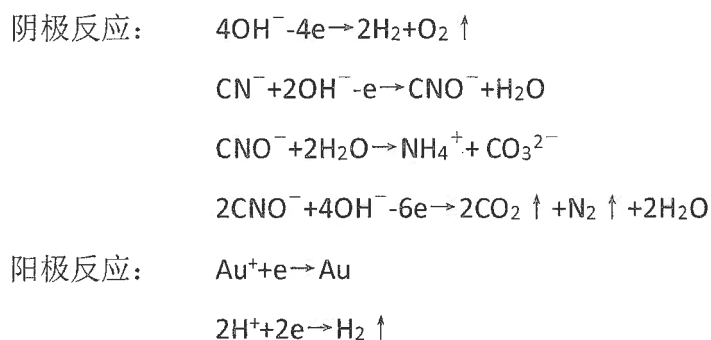 阴极反应： 4OH⁻-4e→2H₂+O₂↑
CN⁻+2OH⁻-e→CNO⁻+H₂O
CNO⁻+2H₂O→NH₄⁺+ CO₃²⁻
2CNO⁻+4OH⁻-6e→2CO₂↑+N₂↑+2H₂O
阳极反应： Au⁺+e→Au
2H⁺+2e→H₂↑